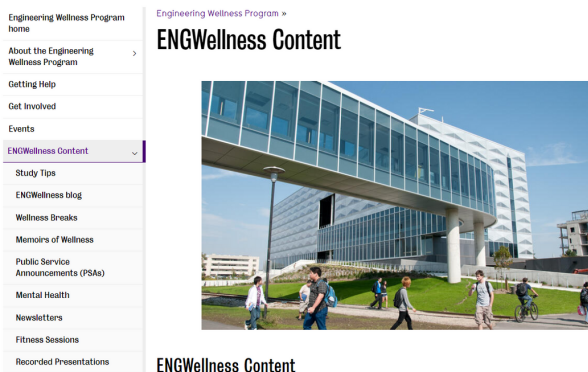 Engineering Wellness Program
home
About the Engineering
Wellness Program
Getting Help
Get Involved
Events
ENGWellness Content
Study Tips
ENGWellness blog
Wellness Breaks
Memoirs of Wellness
Public Service
Announcements (PSAs)
Mental Health
Newsletters
Fitness Sessions
Recorded Presentations
Engineering Wellness Program »
ENGWellness Content
ENGWellness Content